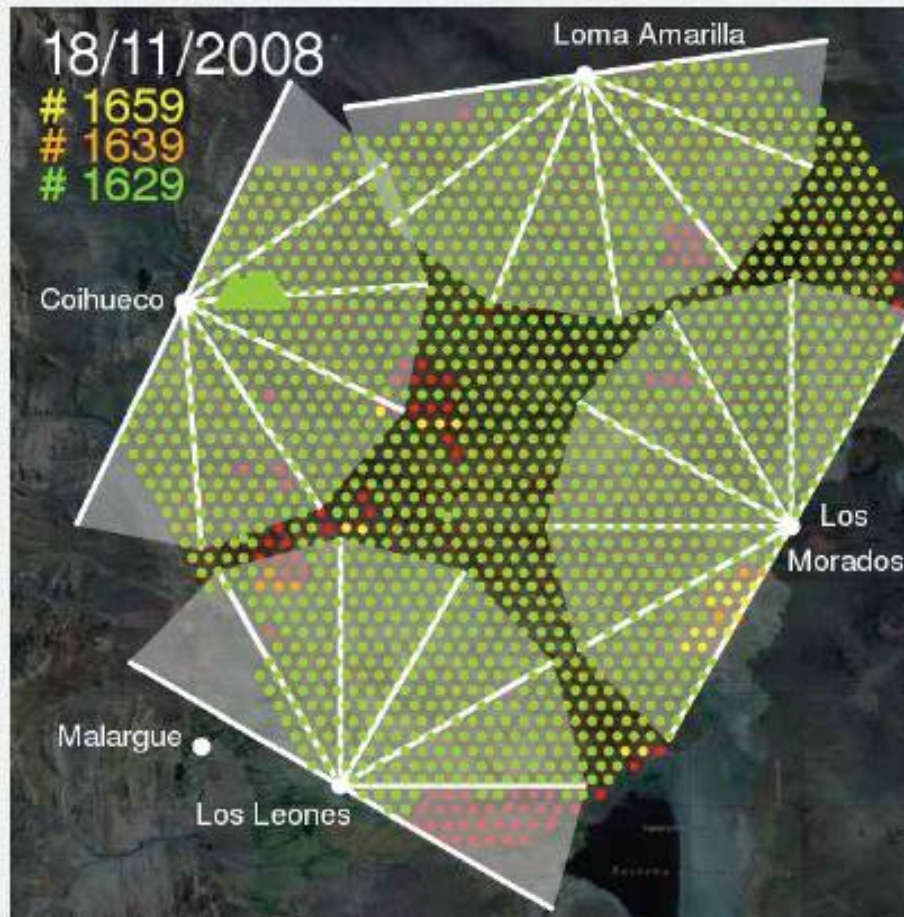 18/11/2008
# 1659
# 1639
# 1629
Loma Amarilla
Coihueco
Los
Morados
Malargue
Los Leones